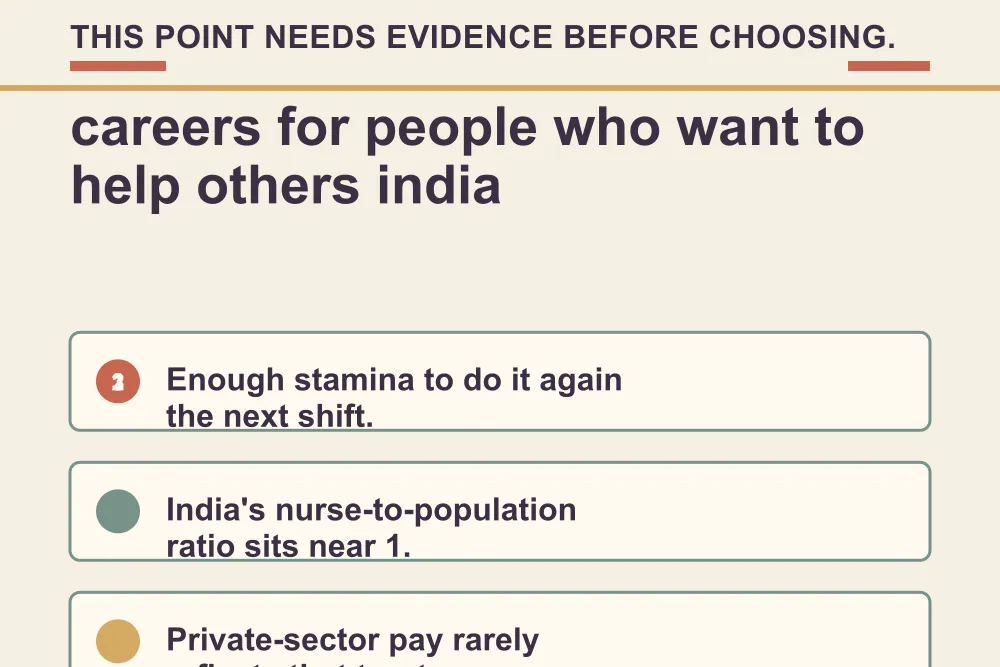 THIS POINT NEEDS EVIDENCE BEFORE CHOOSING.
careers for people who want to
help others india
2
Enough stamina to do it again
the next shift.
India's nurse-to-population
ratio sits near 1.
Private-sector pay rarely